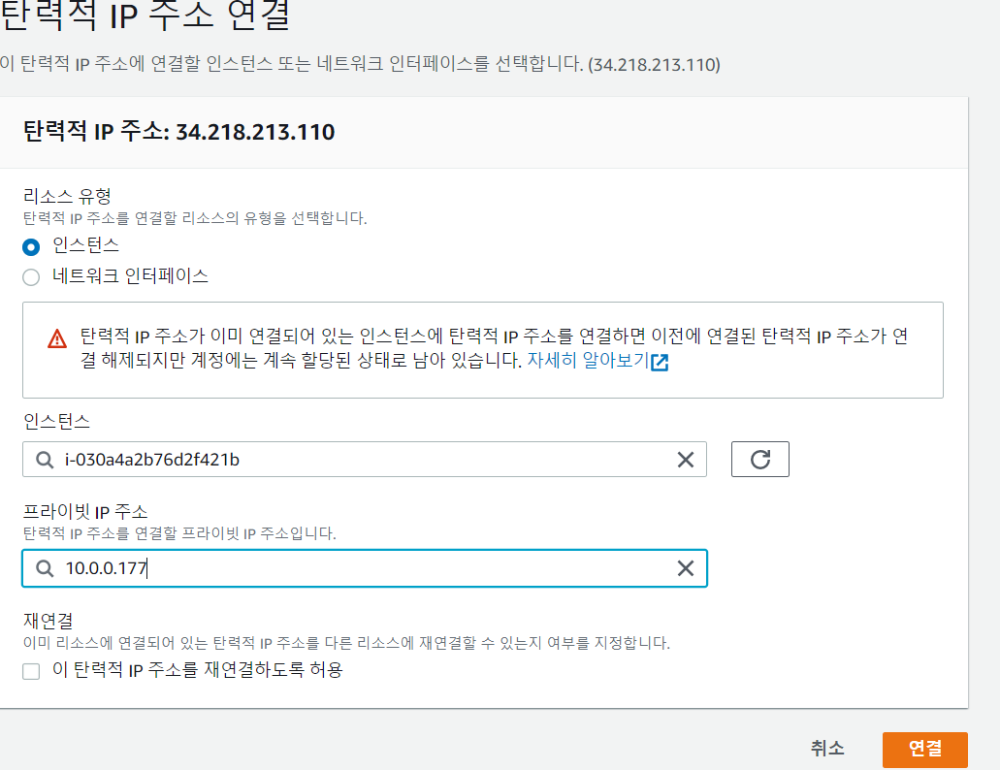 탄력적 IP 주소 연결
이 탄력적 IP 주소에 연결할 인스턴스 또는 네트워크 인터페이스를 선택합니다. (34.218.213.110)
탄력적 IP 주소: 34.218.213.110
리소스 유형
탄력적 IP 주소를 연결할 리소스의 유형을 선택합니다.
인스턴스
네트워크 인터페이스
탄력적 IP 주소가 이미 연결되어 있는 인스턴스에 탄력적 IP 주소를 연결하면 이전에 연결된 탄력적 IP 주소가 연
결 해제되지만 계정에는 계속 할당된 상태로 남아 있습니다. 자세히 알아보기
인스턴스
i-030a4a2b76d2f421b
프라이빗 IP 주소
탄력적 IP 주소를 연결할 프라이빗 IP 주소입니다.
10.0.0.177
재연결
이미 리소스에 연결되어 있는 탄력적 IP 주소를 다른 리소스에 재연결할 수 있는지 여부를 지정합니다.
이 탄력적 IP 주소를 재연결하도록 허용
취소 연결